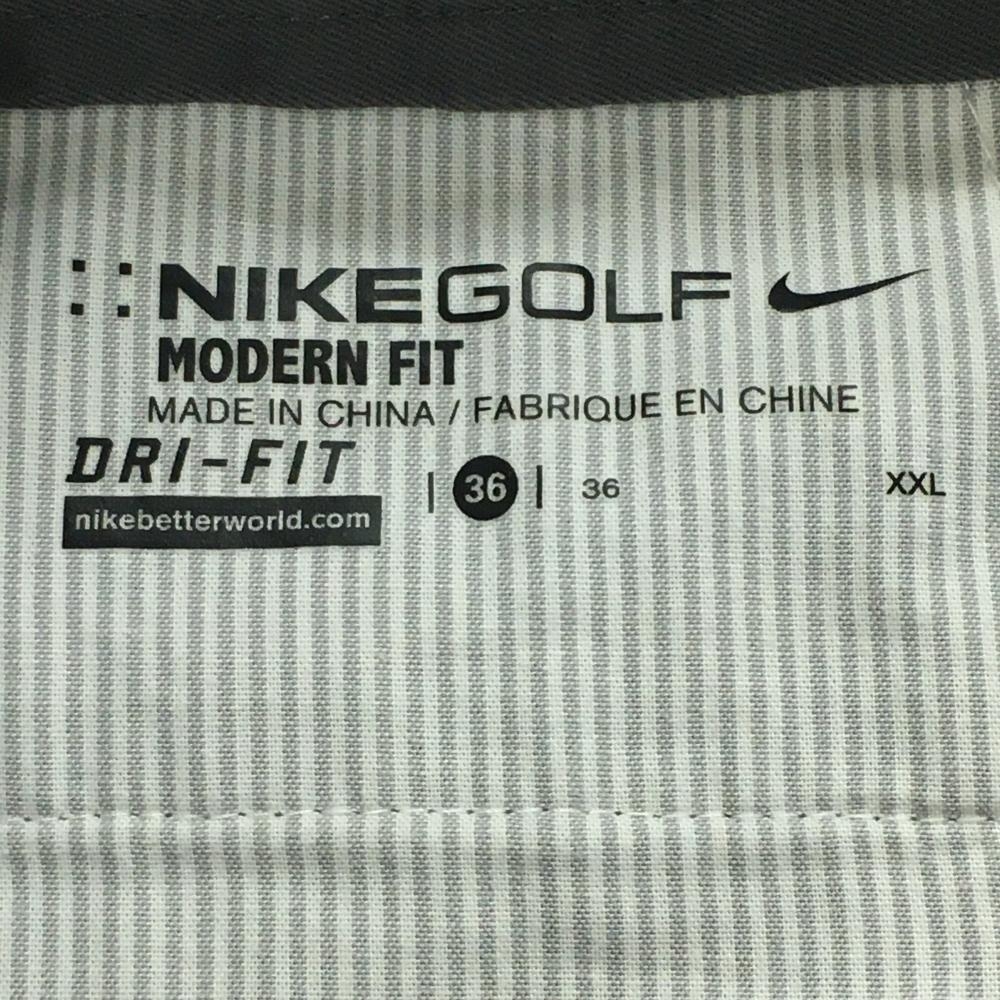 NIKEGOLF
MODERN FIT
MADE IN CHINA / FABRIQUE EN CHINE
DRI-FIT
nikebetterworld.com
| 36 | 36 XXL